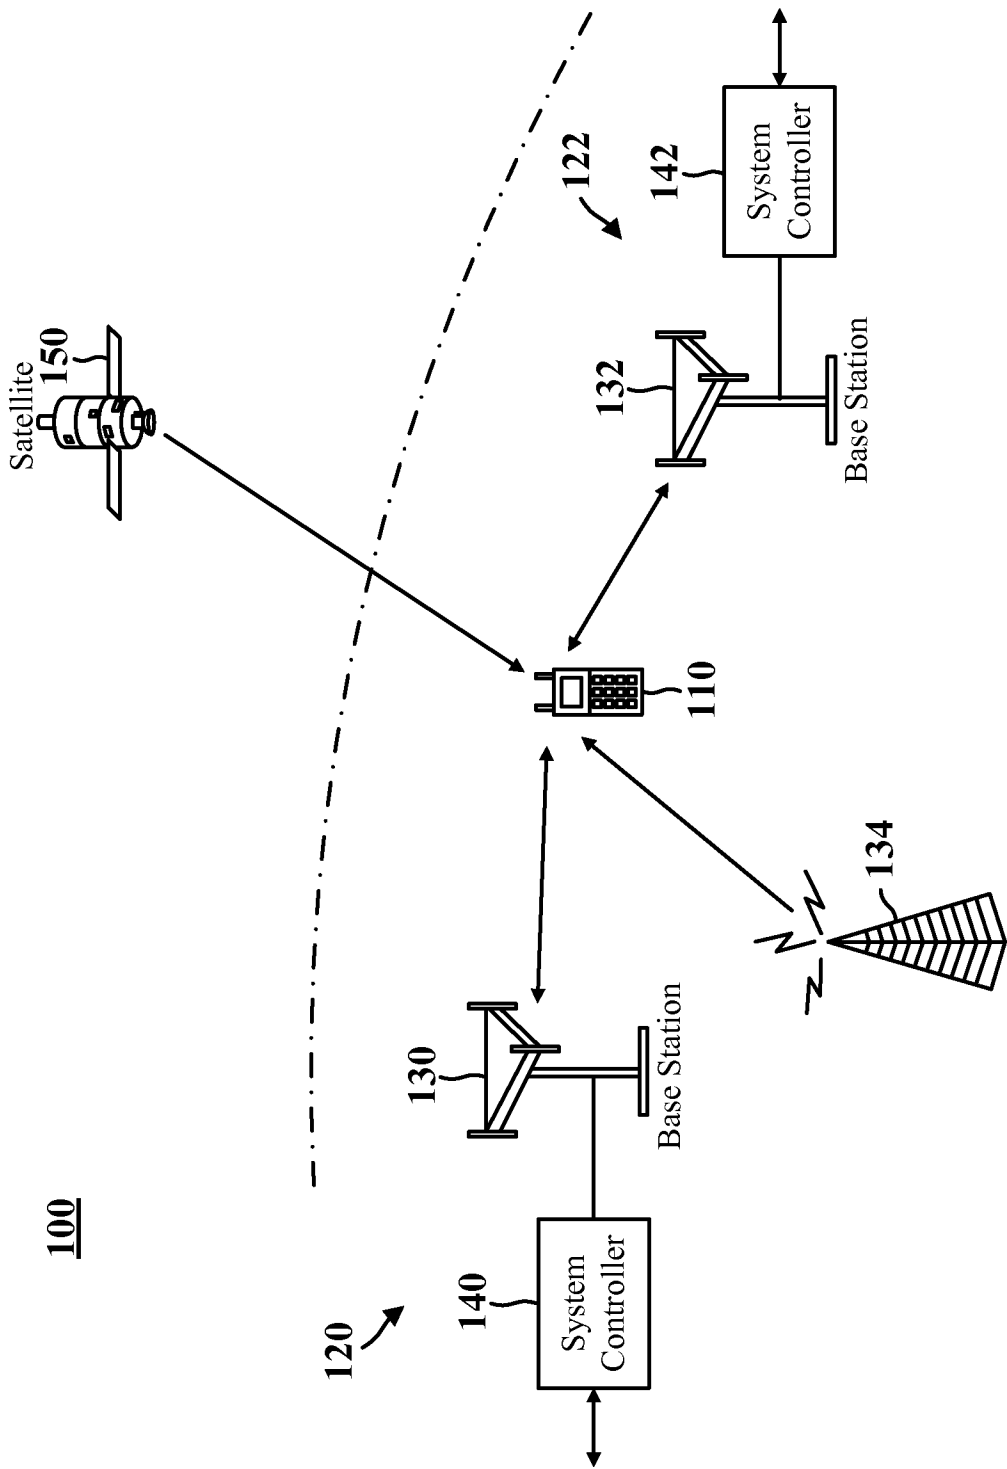 100
Satellite
150
120
140
System
Controller
130
Base Station
110
134
122
132
Base Station
142
System
Controller